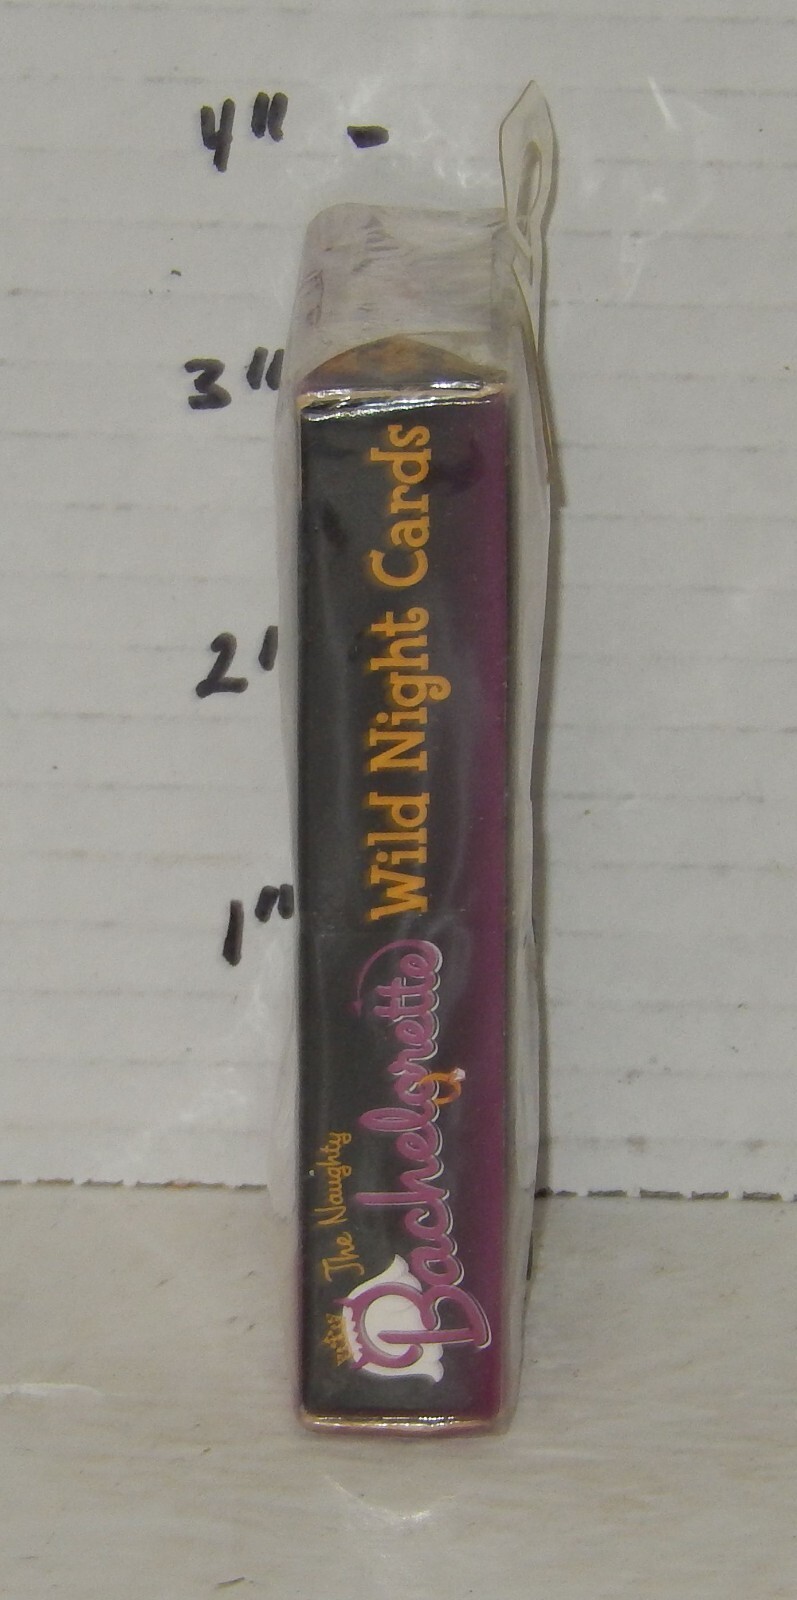 4"
3"
2'
1"
The Naughty
Bachelorette
Wild Night Cards